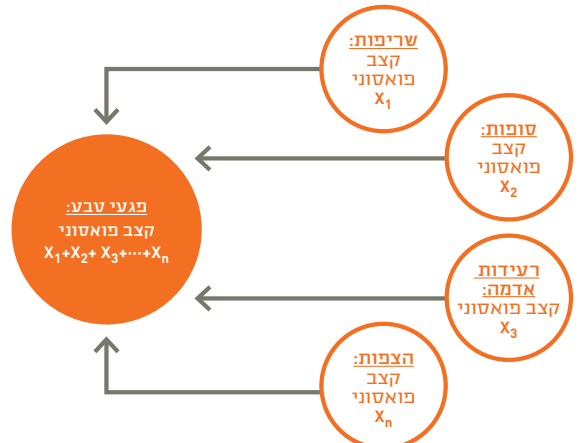 שריפות:
קצב
פואסוני
X₁
סופות:
קצב
פואסוני
X₂
פגעי טבע:
קצב פואסוני
X₁+X₂+ X₃+···+Xₙ
רעידות
אדמה:
קצב פואסוני
X₃
הצפות:
קצב
פואסוני
Xₙ